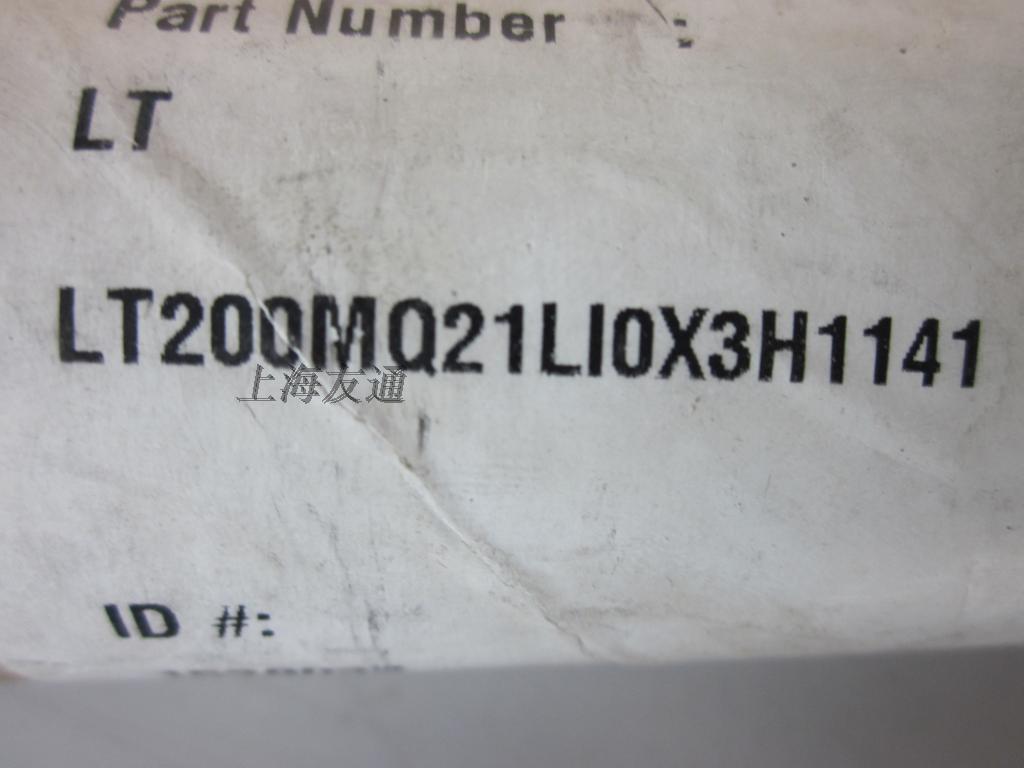 Part Number :
LT
LT200MQ21LI0X3H1141
上海友通
ID #: